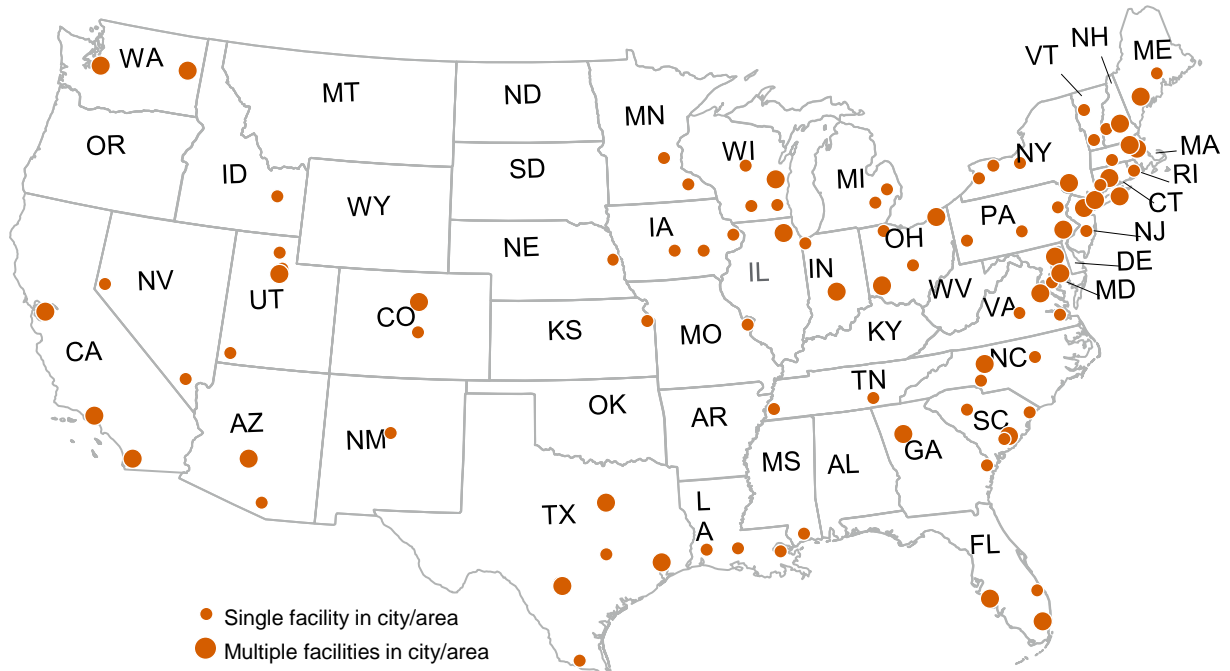 NH
ME
VT
WA
MT
ND
MN
OR
WI
NY
MA
ID
SD
MI
RI
WY
CT
PA
IA
OH
NJ
NE
NV
IL
IN
DE
UT
WV
MD
CO
VA
KS
MO
KY
CA
NC
TN
OK
AZ
AR
SC
NM
GA
MS
AL
L
A
TX
FL
Single facility in city/area
Multiple facilities in city/area